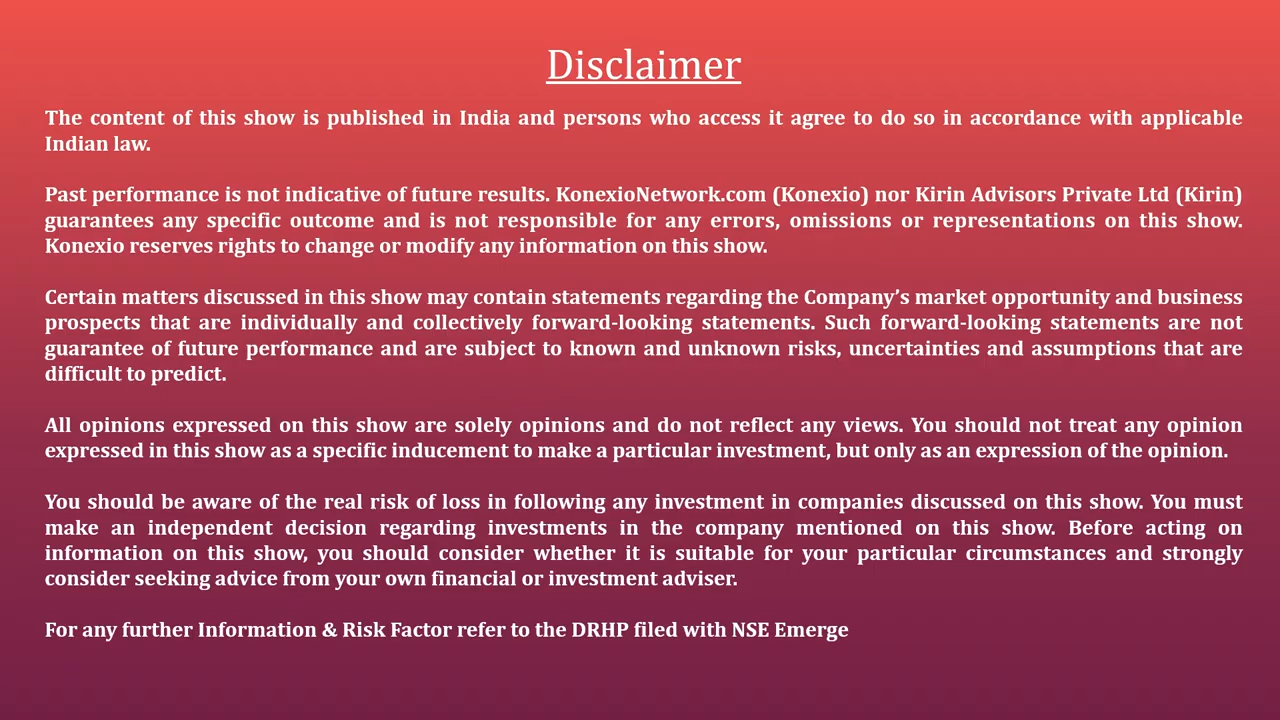 Disclaimer
The content of this show is published in India and persons who access it agree to do so in accordance with applicable
Indian law.
Past performance is not indicative of future results. KonexioNetwork.com (Konexio) nor Kirin Advisors Private Ltd (Kirin)
guarantees any specific outcome and is not responsible for any errors, omissions or representations on this show.
Konexio reserves rights to change or modify any information on this show.
Certain matters discussed in this show may contain statements regarding the Company’s market opportunity and business
prospects that are individually and collectively forward-looking statements. Such forward-looking statements are not
guarantee of future performance and are subject to known and unknown risks, uncertainties and assumptions that are
difficult to predict.
All opinions expressed on this show are solely opinions and do not reflect any views. You should not treat any opinion
expressed in this show as a specific inducement to make a particular investment, but only as an expression of the opinion.
You should be aware of the real risk of loss in following any investment in companies discussed on this show. You must
make an independent decision regarding investments in the company mentioned on this show. Before acting on
information on this show, you should consider whether it is suitable for your particular circumstances and strongly
consider seeking advice from your own financial or investment adviser.
For any further Information & Risk Factor refer to the DRHP filed with NSE Emerge